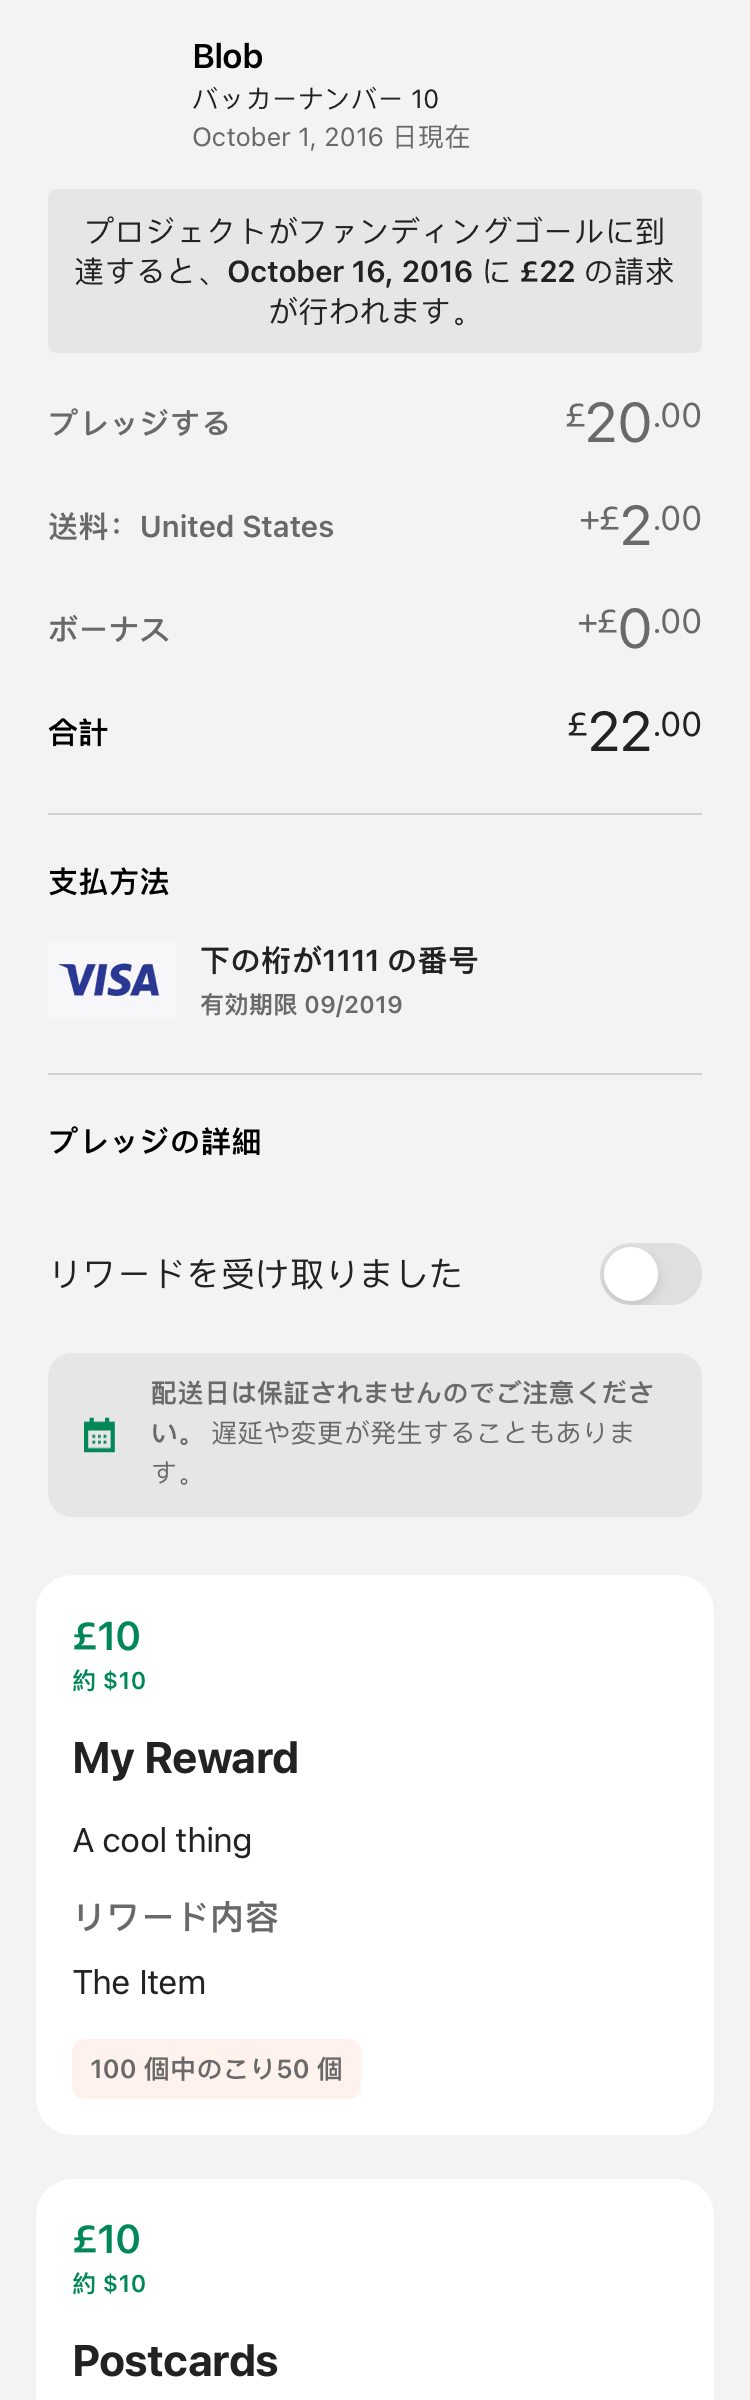 Blob
バッカーナンバー 10
October 1, 2016 日現在
プロジェクトがファンディングゴールに到
達すると、October 16, 2016 に £22 の請求
が行われます。
プレッジする £20.00
送料： United States +£2.00
ボーナス +£0.00
合計 £22.00
支払方法
VISA
下の桁が1111 の番号
有効期限 09/2019
プレッジの詳細
リワードを受け取りました
配送日は保証されませんのでご注意くださ
い。 遅延や変更が発生することもありま
す。
£10
約 $10
My Reward
A cool thing
リワード内容
The Item
100 個中のこり50 個
£10
約 $10
Postcards